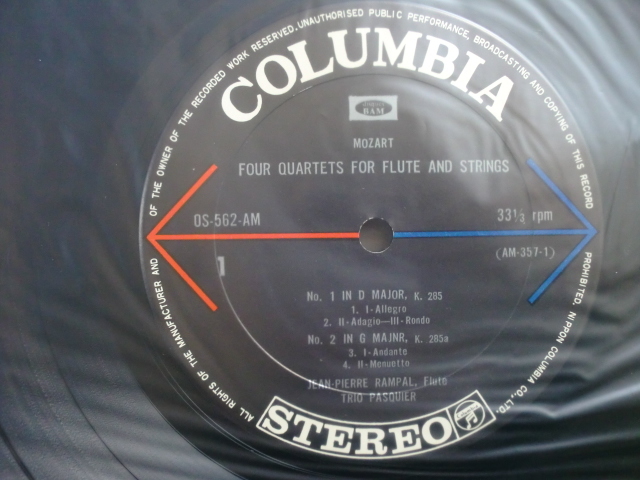 ALL RIGHTS OF THE MANUFACTURER AND OF THE OWNER OF THE RECORDED WORK RESERVED. UNAUTHORISED PUBLIC PERFORMANCE, BROADCASTING AND COPYING OF THIS RECORD PROHIBITED. NIPPON COLUMBIA CO., LTD.
COLUMBIA
BAM
MOZART
FOUR QUARTETS FOR FLUTE AND STRINGS
OS-562-AM
33 1/3 rpm
(AM-357-1)
1
No. 1 IN D MAJOR, K. 285
1. I-Allegro
2. II-Adagio—III-Rondo
No. 2 IN G MAJNR, K. 285a
3. I-Andante
4. II-Menuetto
JEAN-PIERRE RAMPAL, Flute
TRIO PASQUIER
STEREO